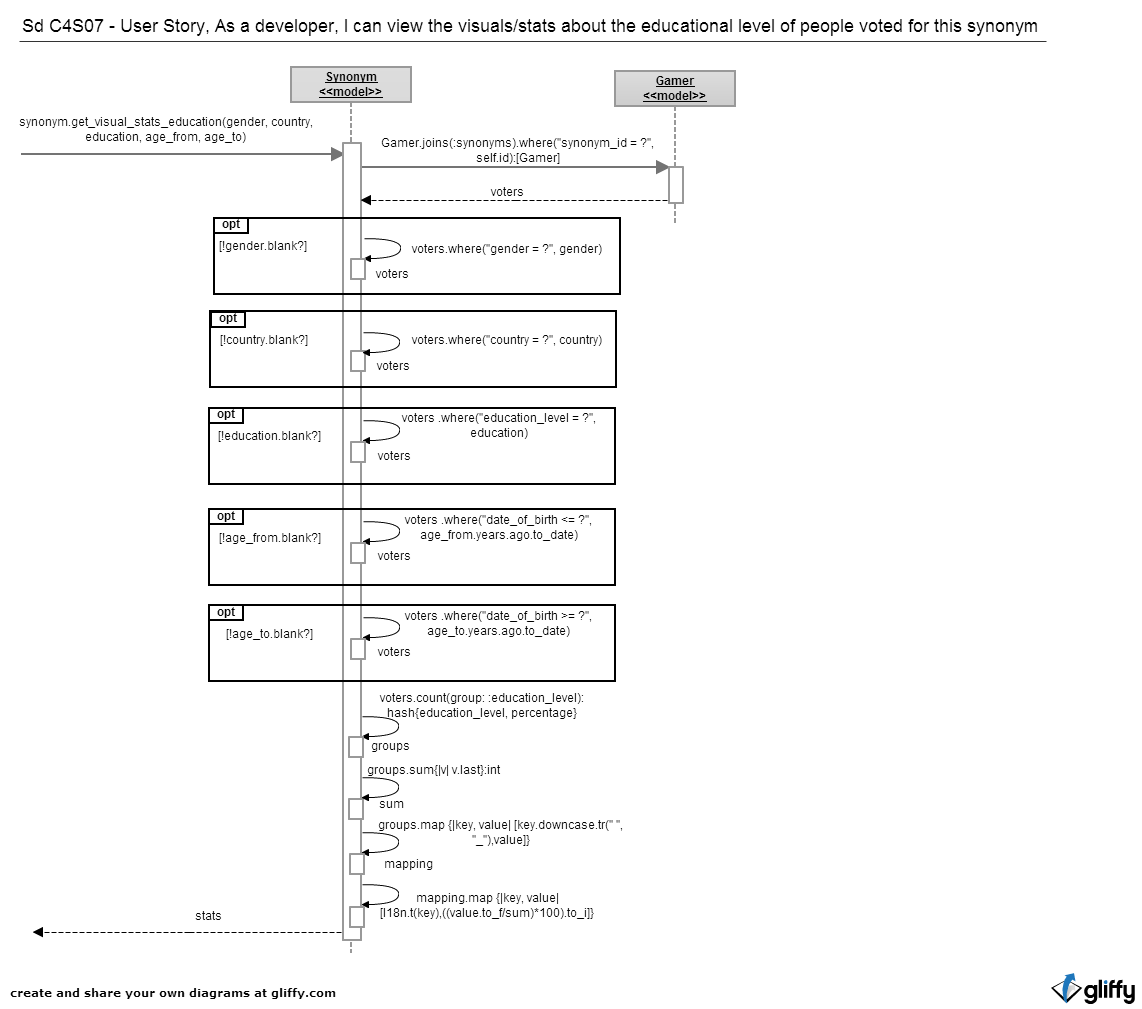 Sd C4S07 - User Story, As a developer, I can view the visuals/stats about the educational level of people voted for this synonym
Synonym
<<model>>
Gamer
<<model>>
synonym.get_visual_stats_education(gender, country,
education, age_from, age_to)
Gamer.joins(:synonyms).where("synonym_id = ?",
self.id):[Gamer]
voters
opt
[!gender.blank?]
voters.where("gender = ?", gender)
voters
opt
[!country.blank?]
voters.where("country = ?", country)
voters
opt
[!education.blank?]
voters .where("education_level = ?",
education)
voters
opt
[!age_from.blank?]
voters .where("date_of_birth <= ?",
age_from.years.ago.to_date)
voters
opt
[!age_to.blank?]
voters .where("date_of_birth >= ?",
age_to.years.ago.to_date)
voters
voters.count(group: :education_level):
hash{education_level, percentage}
groups
groups.sum{|v| v.last}:int
sum
groups.map {|key, value| [key.downcase.tr(" ",
"_"),value]}
mapping
mapping.map {|key, value|
[I18n.t(key),((value.to_f/sum)*100).to_i]}
stats
create and share your own diagrams at gliffy.com
gliffy